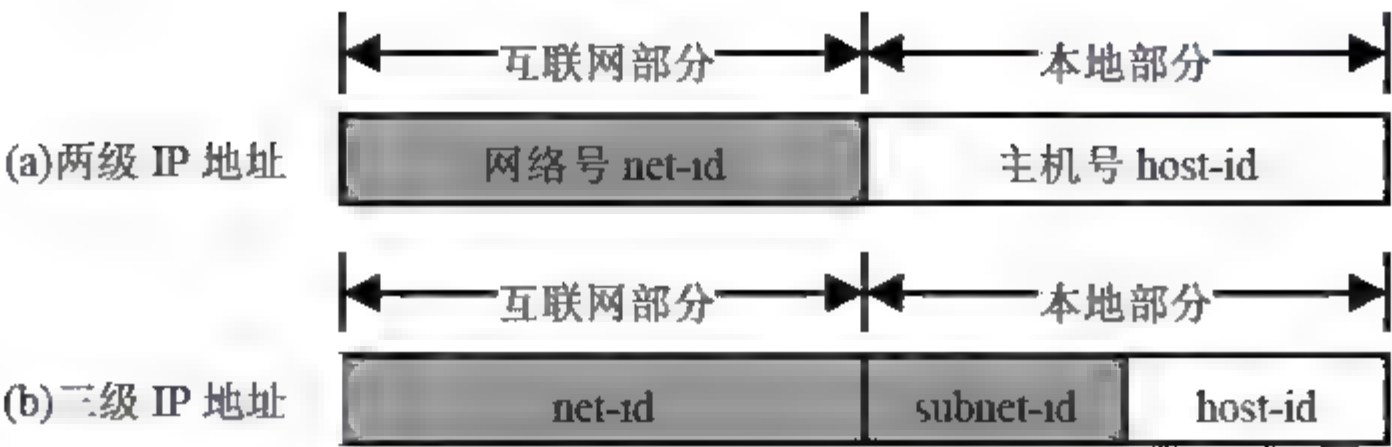 互联网部分 本地部分
(a)两级 IP 地址 网络号 net-id 主机号 host-id
互联网部分 本地部分
(b)三级 IP 地址 net-id subnet-id host-id